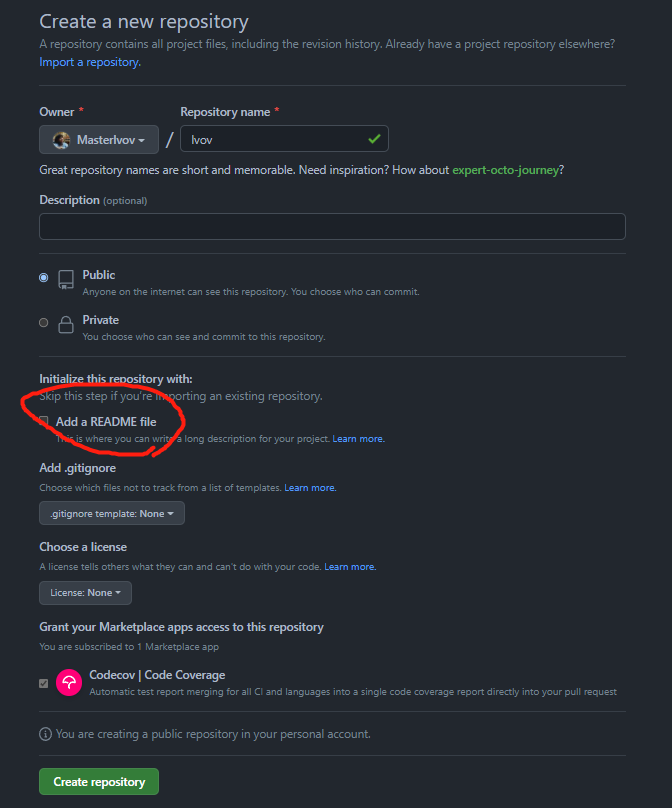 Create a new repository
A repository contains all project files, including the revision history. Already have a project repository elsewhere?
Import a repository.
Owner * Repository name *
MasterIvov / Ivov
Great repository names are short and memorable. Need inspiration? How about expert-octo-journey?
Description (optional)
Public
Anyone on the internet can see this repository. You choose who can commit.
Private
You choose who can see and commit to this repository.
Initialize this repository with:
Skip this step if you're importing an existing repository.
Add a README file
This is where you can write a long description for your project. Learn more.
Add .gitignore
Choose which files not to track from a list of templates. Learn more.
.gitignore template: None
Choose a license
A license tells others what they can and can't do with your code. Learn more.
License: None
Grant your Marketplace apps access to this repository
You are subscribed to 1 Marketplace app
Codecov | Code Coverage
Automatic test report merging for all CI and languages into a single code coverage report directly into your pull request
You are creating a public repository in your personal account.
Create repository